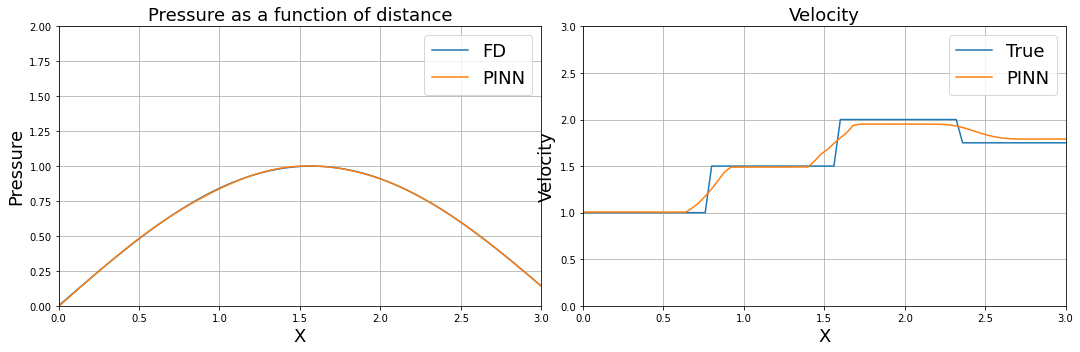 Pressure as a function of distance
Pressure
2.00
1.75
1.50
1.25
1.00
0.75
0.50
0.25
0.00
0.0 0.5 1.0 1.5 2.0 2.5 3.0
X
FD
PINN
Velocity
Velocity
3.0
2.5
2.0
1.5
1.0
0.5
0.0
0.0 0.5 1.0 1.5 2.0 2.5 3.0
X
True
PINN